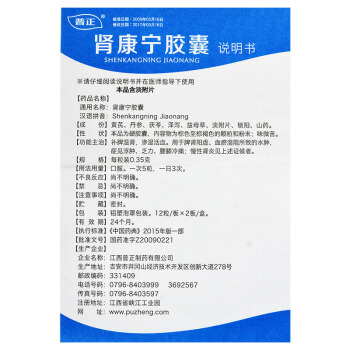 普正
核准日期：2009年03月16日
修改日期：2017年03月16日
肾康宁胶囊 说明书
SHENKANGNING JIAONANG
※请仔细阅读说明书并在医师指导下使用
本品含淡附片
【药品名称】
通用名称：肾康宁胶囊
汉语拼音：Shenkangning Jiaonang
【成 份】黄芪、丹参、茯苓、泽泻、益母草、淡附片、锁阳、山药。
【性 状】本品为硬胶囊，内容物为棕色至棕褐色的颗粒和粉末；味微苦。
【功能主治】补脾温肾，渗湿活血。用于脾肾阳虚、血瘀湿阻所致的水肿，
症见浮肿、乏力、腰膝冷痛；慢性肾炎见上述证候者。
【规 格】每粒装0.35克
【用法用量】口服。一次5粒，一日3次。
【不良反应】尚不明确。
【禁 忌】尚不明确。
【注意事项】尚不明确。
【贮 藏】密封。
【包 装】铝塑泡罩包装。12粒/板×2板/盒。
【有 效 期】24个月。
【执行标准】《中国药典》2015年版一部
【批准文号】国药准字Z20090221
【生产企业】
企业名称：江西普正制药有限公司
生产地址：吉安市井冈山经济技术开发区创新大道278号
邮政编码：331409
电话号码：0796-8403999 3692567
传真号码：0796-8403597
注册地址：江西省峡江工业园
网 址：www.puzheng.com